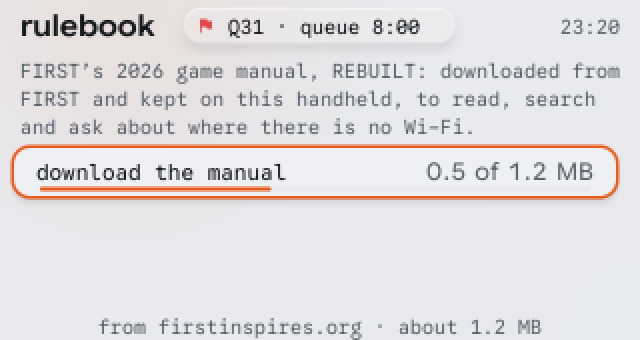 rulebook
Q31 · queue 8:00
23:20
FIRST's 2026 game manual, REBUILT: downloaded from
FIRST and kept on this handheld, to read, search
and ask about where there is no Wi-Fi.
download the manual
0.5 of 1.2 MB
from firstinspires.org · about 1.2 MB